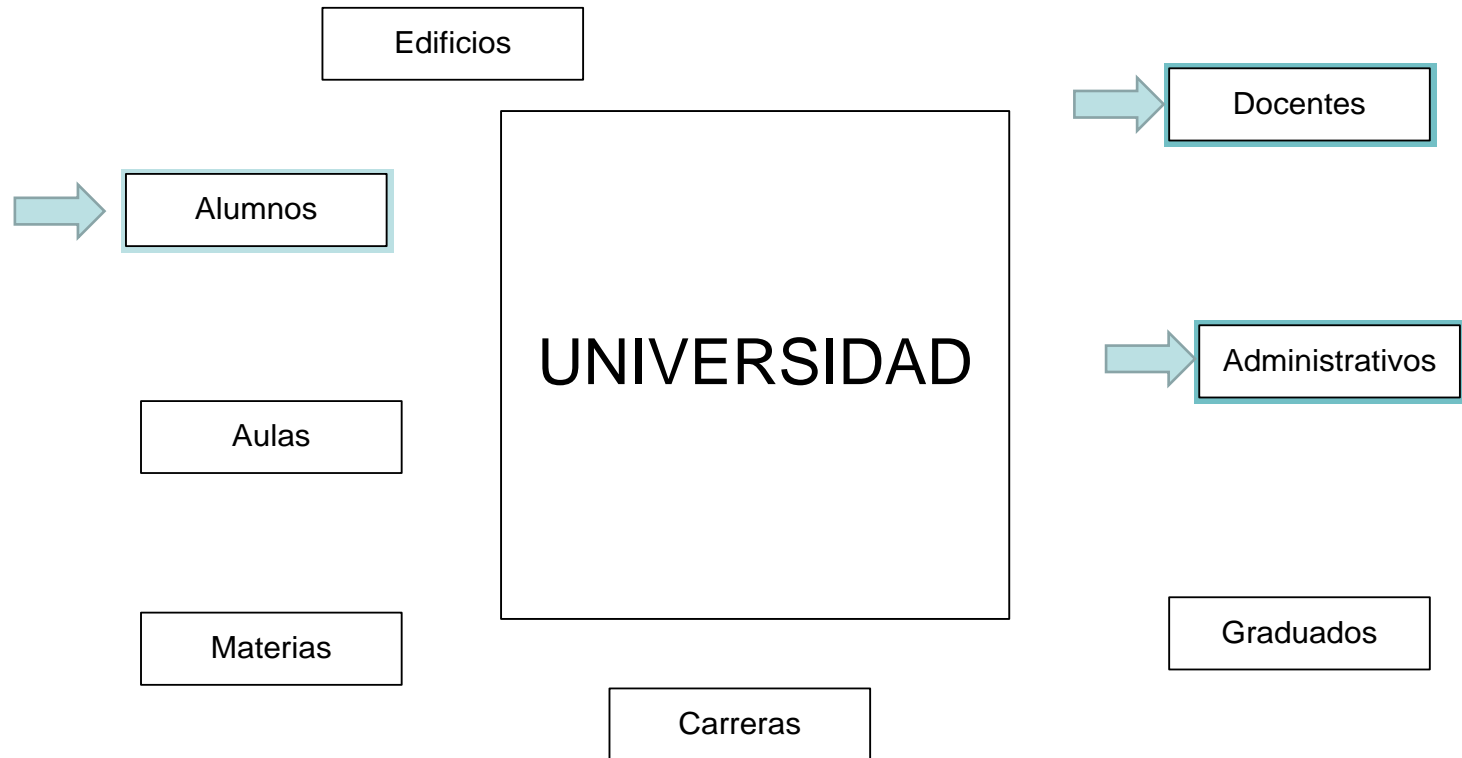 Edificios
Docentes
Alumnos
UNIVERSIDAD
Administrativos
Aulas
Materias
Graduados
Carreras